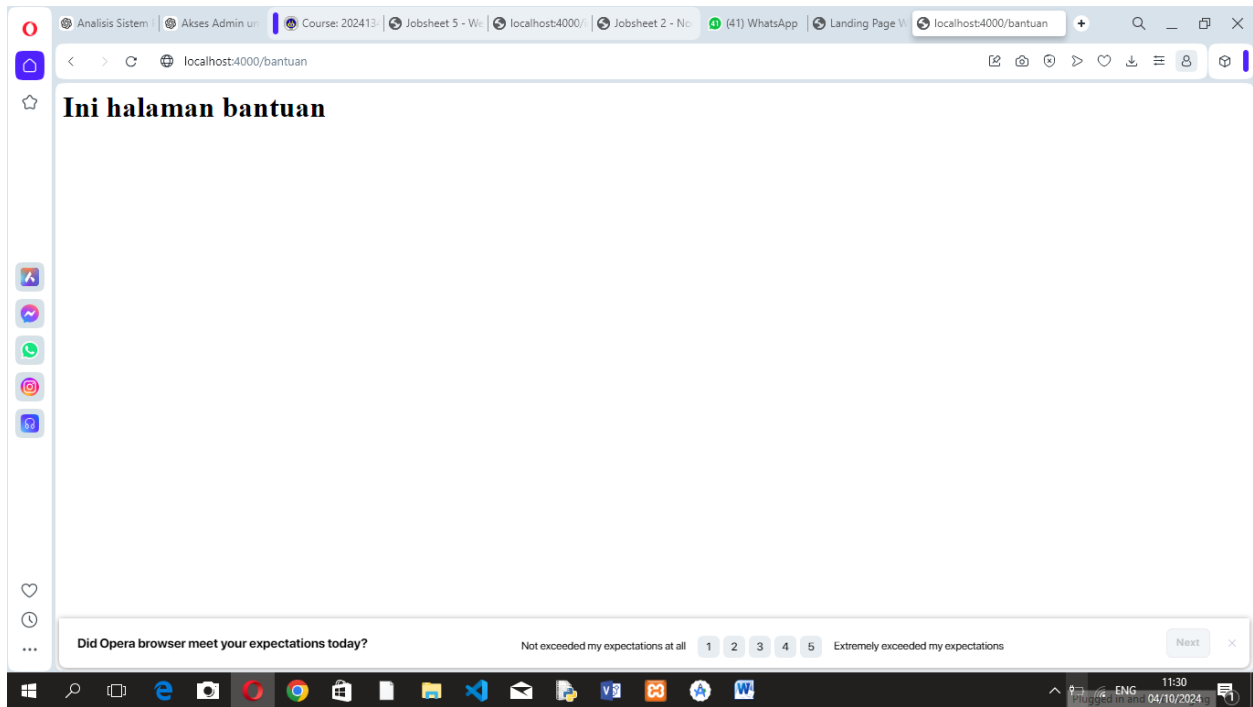 Analisis Sistem
Akses Admin un
Course: 202413
Jobsheet 5 - We
localhost:4000/
Jobsheet 2 - No
(41) WhatsApp
Landing Page W
localhost:4000/bantuan
localhost:4000/bantuan
Ini halaman bantuan
Did Opera browser meet your expectations today?
Not exceeded my expectations at all
1
2
3
4
5
Extremely exceeded my expectations
Next
ENG
11:30
04/10/2024
Plugged in and